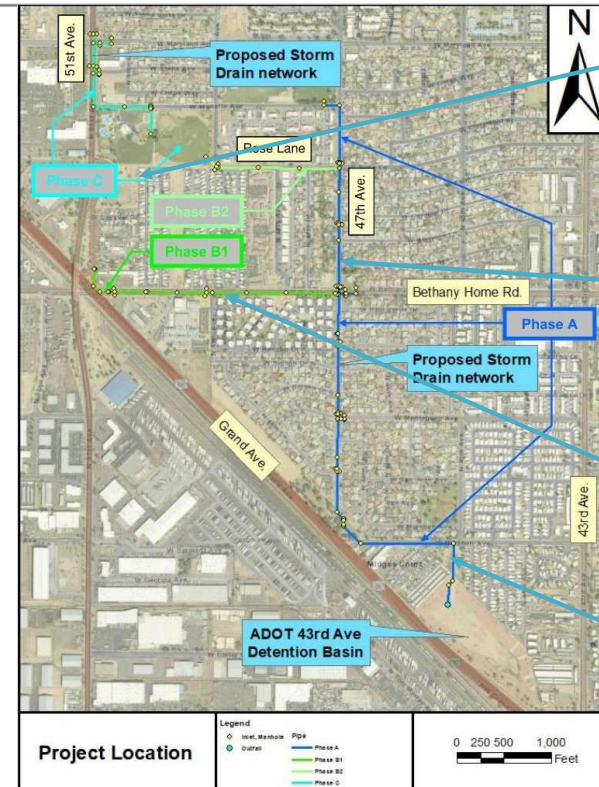 N
51st Ave.
Proposed Storm
Drain network
Rose Lane
Phase C
Phase B2
47th Ave.
Phase B1
Bethany Home Rd.
Phase A
Proposed Storm
Drain network
Grand Ave.
43rd Ave.
ADOT 43rd Ave
Detention Basin
Project Location
Legend
Inlet, Manhole
Outfall
Pipe
Phase A
Phase B1
Phase B2
Phase C
0 250 500 1,000
Feet